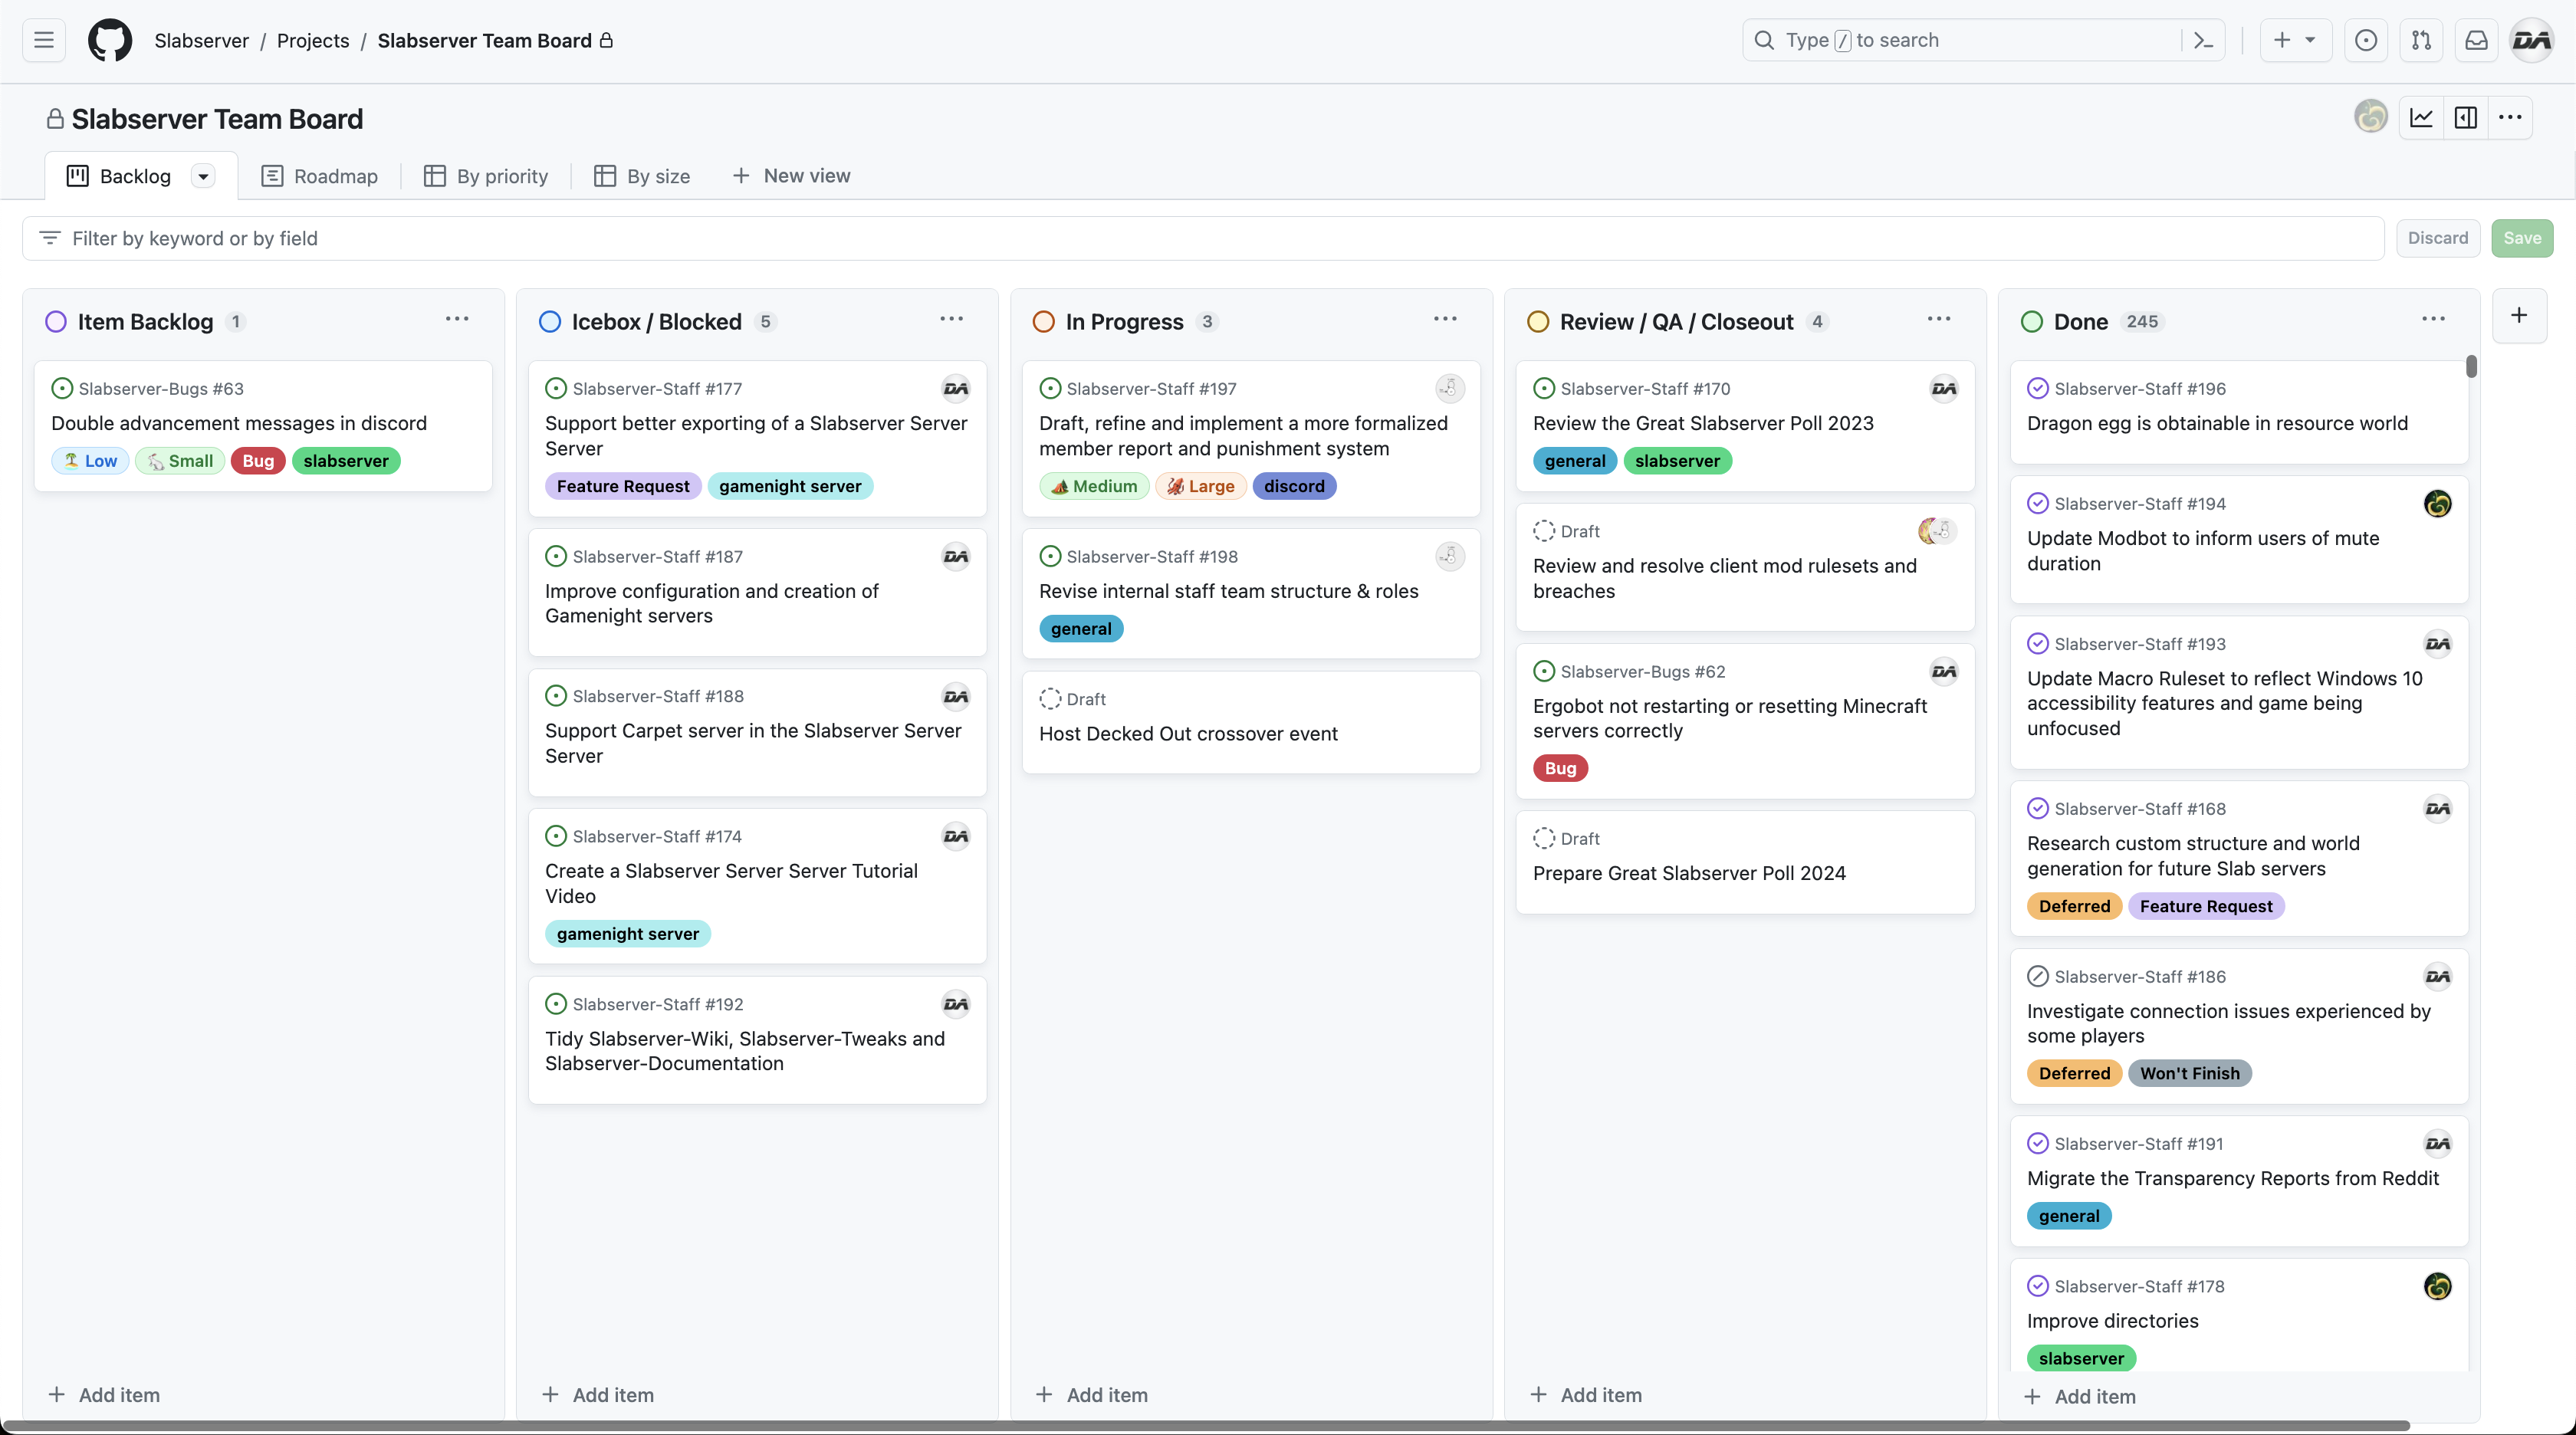 Slabserver / Projects / Slabserver Team Board
Type / to search
DA
Slabserver Team Board
Backlog
Roadmap
By priority
By size
New view
Filter by keyword or by field
Discard
Save
Item Backlog 1
Slabserver-Bugs #63
Double advancement messages in discord
Low Small Bug slabserver
Add item
Icebox / Blocked 5
Slabserver-Staff #177
DA
Support better exporting of a Slabserver Server
Server
Feature Request gamenight server
Slabserver-Staff #187
DA
Improve configuration and creation of
Gamenight servers
Slabserver-Staff #188
DA
Support Carpet server in the Slabserver Server
Server
Slabserver-Staff #174
DA
Create a Slabserver Server Server Tutorial
Video
gamenight server
Slabserver-Staff #192
DA
Tidy Slabserver-Wiki, Slabserver-Tweaks and
Slabserver-Documentation
Add item
In Progress 3
Slabserver-Staff #197
Draft, refine and implement a more formalized
member report and punishment system
Medium Large discord
Slabserver-Staff #198
Revise internal staff team structure & roles
general
Draft
Host Decked Out crossover event
Add item
Review / QA / Closeout 4
Slabserver-Staff #170
DA
Review the Great Slabserver Poll 2023
general slabserver
Draft
Review and resolve client mod rulesets and
breaches
Slabserver-Bugs #62
DA
Ergobot not restarting or resetting Minecraft
servers correctly
Bug
Draft
Prepare Great Slabserver Poll 2024
Add item
Done 245
Slabserver-Staff #196
Dragon egg is obtainable in resource world
Slabserver-Staff #194
Update Modbot to inform users of mute
duration
Slabserver-Staff #193
DA
Update Macro Ruleset to reflect Windows 10
accessibility features and game being
unfocused
Slabserver-Staff #168
DA
Research custom structure and world
generation for future Slab servers
Deferred Feature Request
Slabserver-Staff #186
DA
Investigate connection issues experienced by
some players
Deferred Won't Finish
Slabserver-Staff #191
DA
Migrate the Transparency Reports from Reddit
general
Slabserver-Staff #178
Improve directories
slabserver
Add item